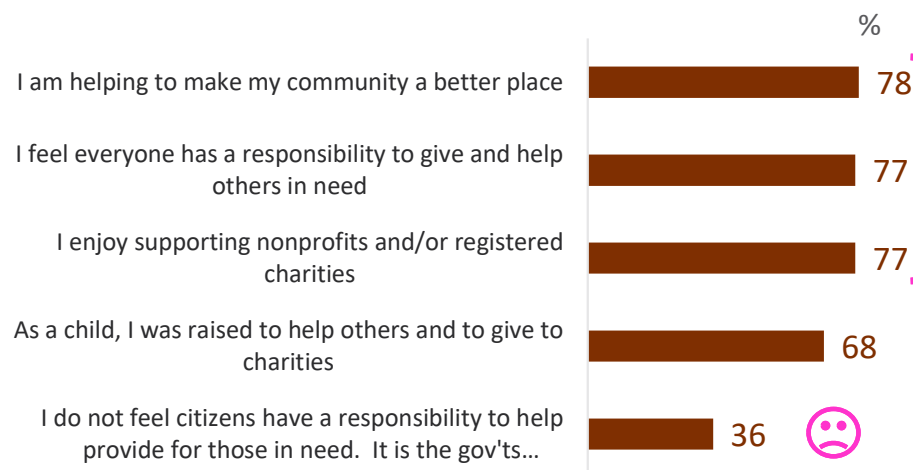 %
I am helping to make my community a better place
78
I feel everyone has a responsibility to give and help
others in need
77
I enjoy supporting nonprofits and/or registered
charities
77
As a child, I was raised to help others and to give to
charities
68
I do not feel citizens have a responsibility to help
provide for those in need.  It is the gov'ts…
36